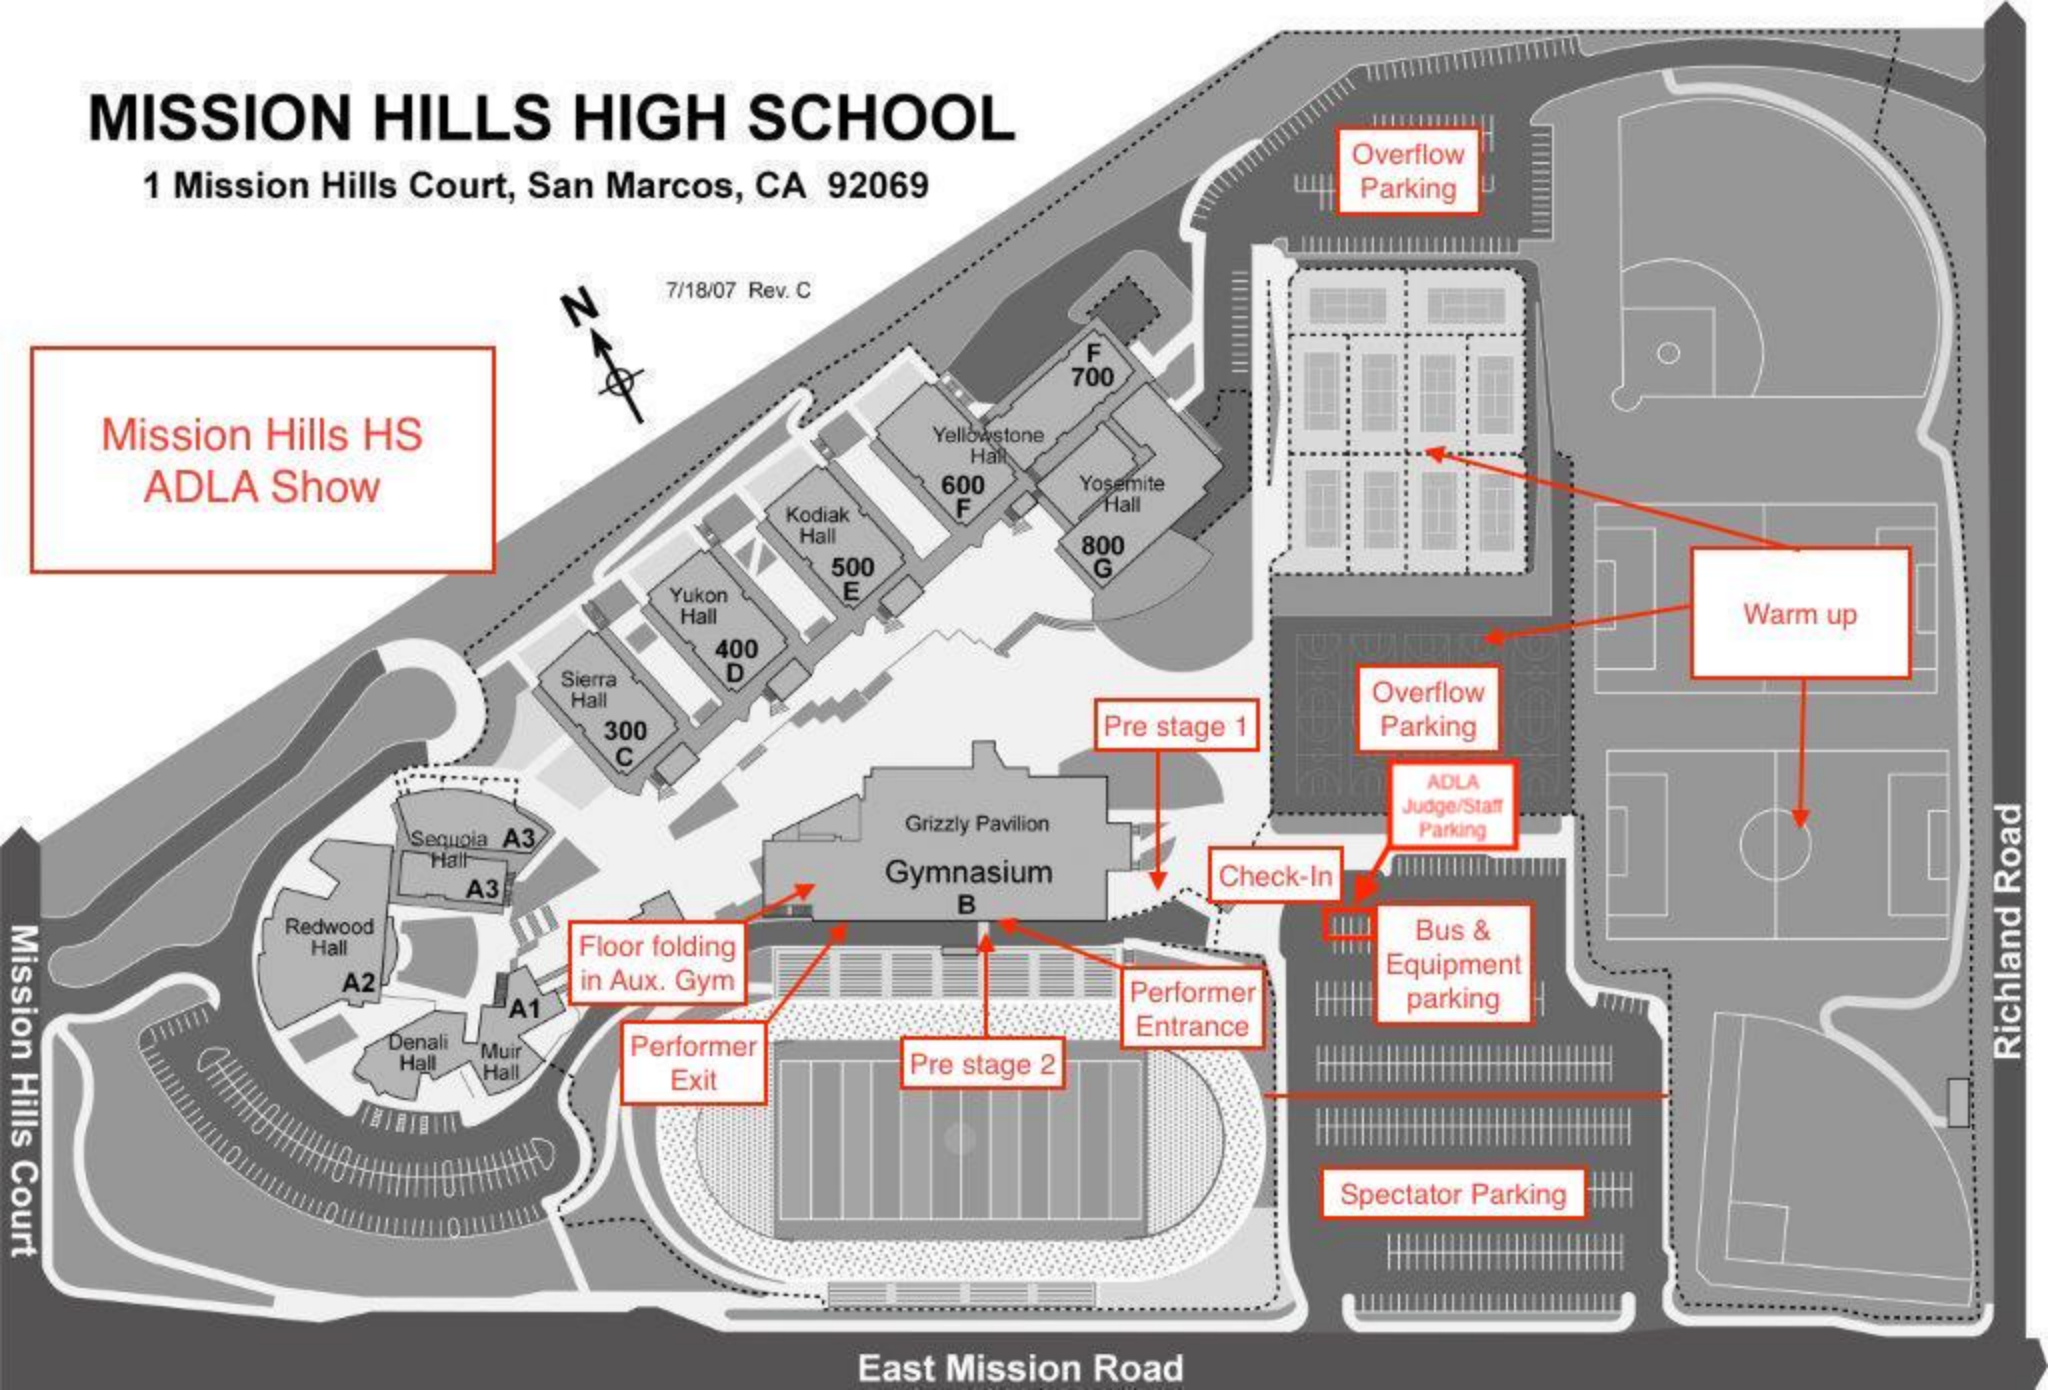 MISSION HILLS HIGH SCHOOL
1 Mission Hills Court, San Marcos, CA 92069
7/18/07 Rev. C
N
Mission Hills HS
ADLA Show
Overflow
Parking
F
700
Yellowstone
Hall
600
F
Yosemite
Hall
800
G
Kodiak
Hall
500
E
Yukon
Hall
400
D
Sierra
Hall
300
C
Warm up
Overflow
Parking
Pre stage 1
ADLA
Judge/Staff
Parking
Grizzly Pavilion
Gymnasium
B
Check-In
Sequoia
Hall
A3
A3
Redwood
Hall
A2
A1
Denali
Hall
Muir
Hall
Floor folding
in Aux. Gym
Bus &
Equipment
parking
Performer
Entrance
Performer
Exit
Pre stage 2
Spectator Parking
Mission Hills Court
Richland Road
East Mission Road